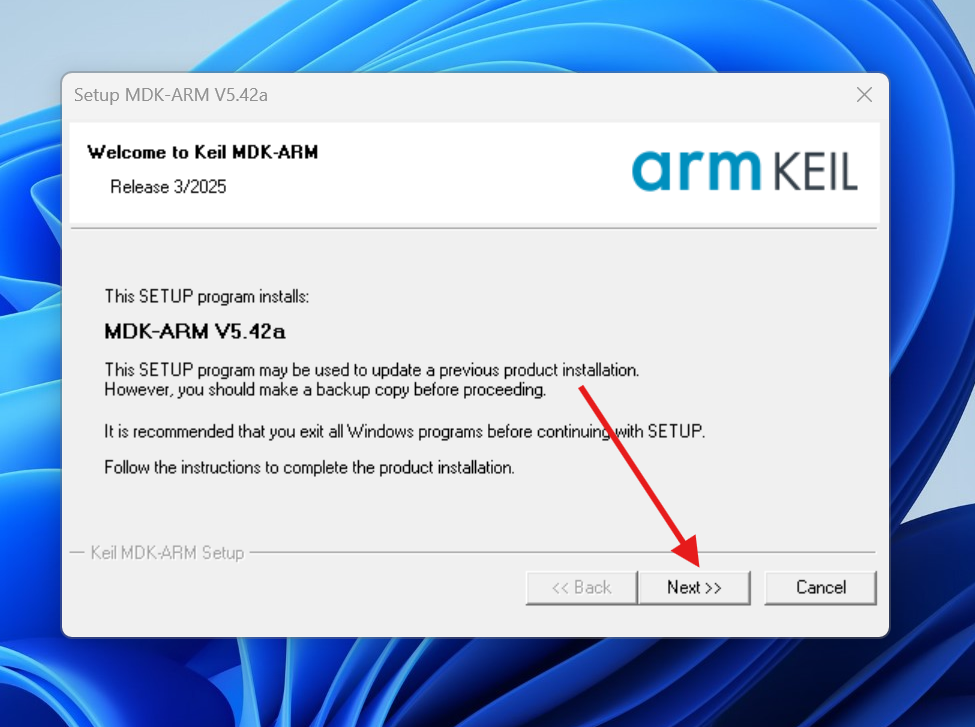 Setup MDK-ARM V5.42a
Welcome to Keil MDK-ARM
Release 3/2025
arm KEIL
This SETUP program installs:
MDK-ARM V5.42a
This SETUP program may be used to update a previous product installation.
However, you should make a backup copy before proceeding.
It is recommended that you exit all Windows programs before continuing with SETUP.
Follow the instructions to complete the product installation.
Keil MDK-ARM Setup
<< Back
Next >>
Cancel